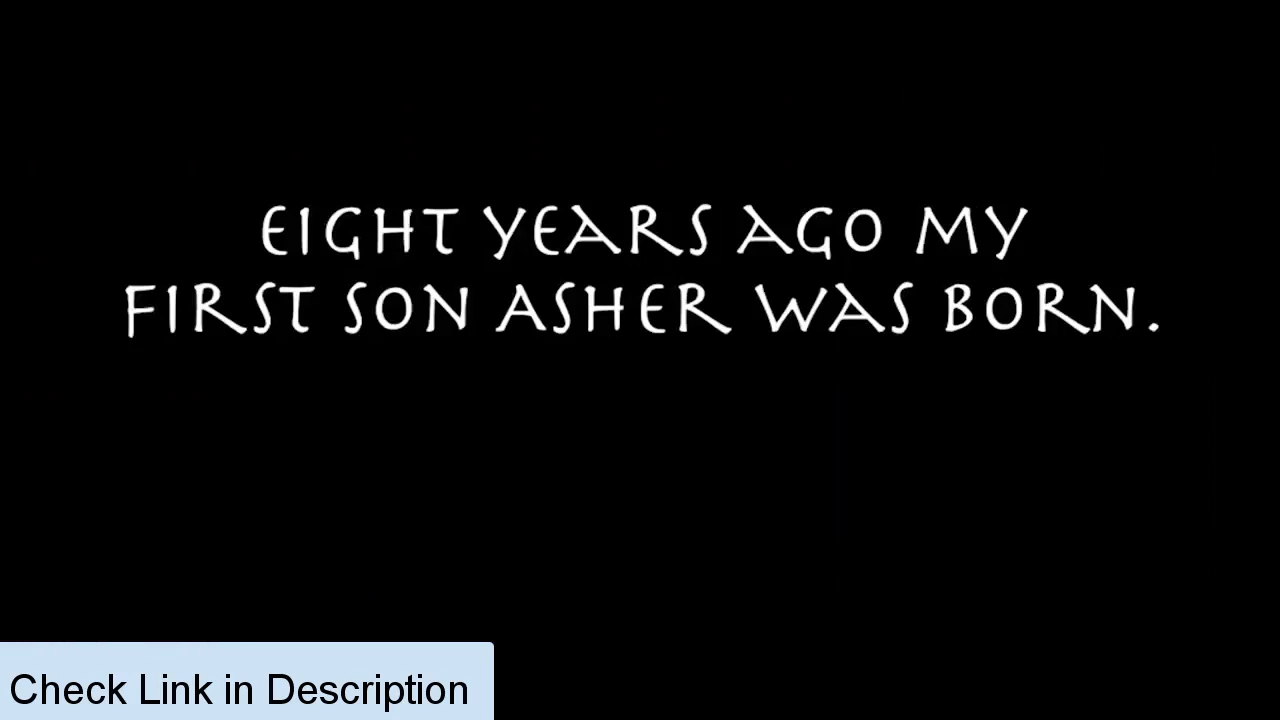 EIGHT YEARS AGO MY
FIRST SON ASHER WAS BORN.
Check Link in Description